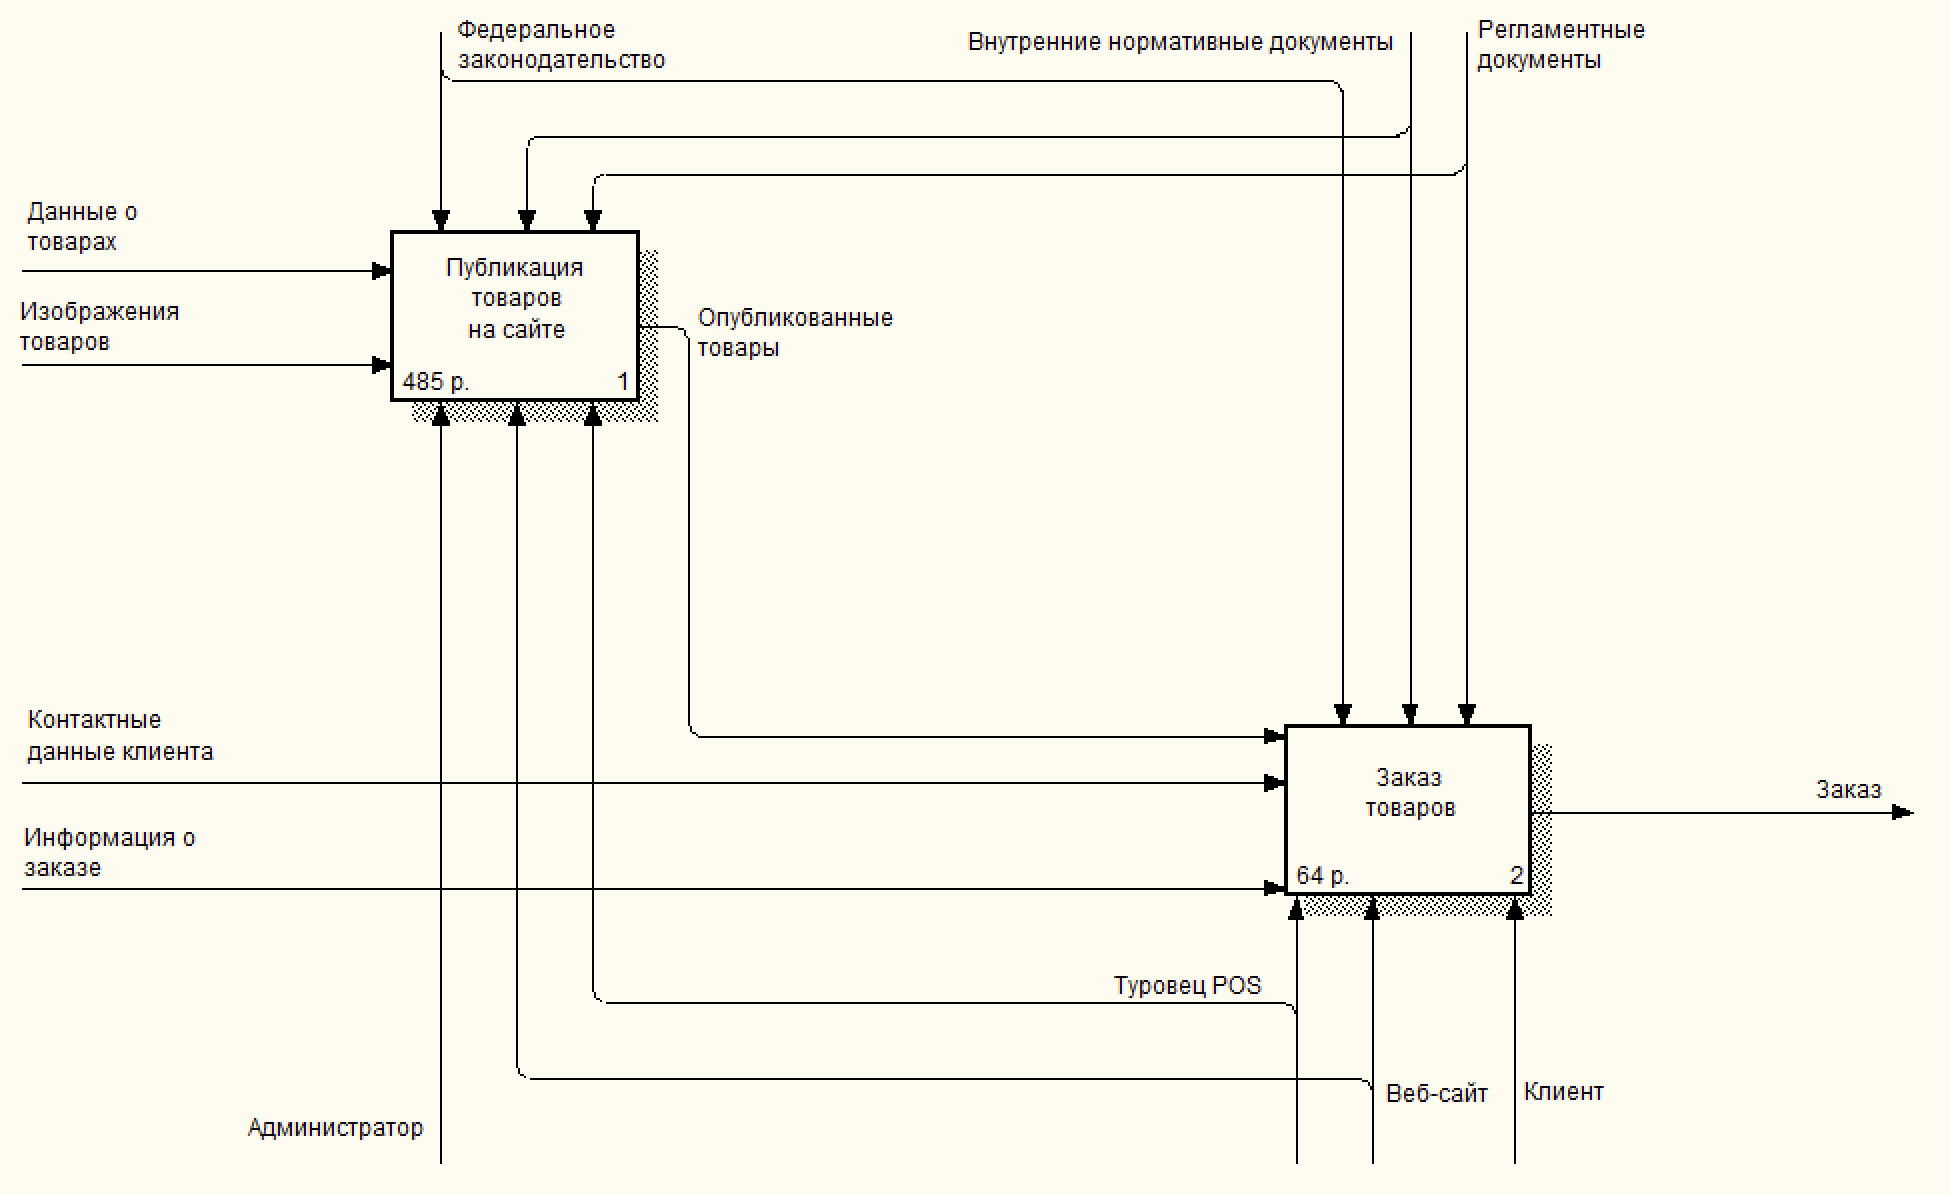 Федеральное
законодательство
Внутренние нормативные документы
Регламентные
документы
Данные о
товарах
Изображения
товаров
Публикация
товаров
на сайте
485 р.
1
Опубликованные
товары
Контактные
данные клиента
Информация о
заказе
Заказ
товаров
64 р.
2
Заказ
Туровец POS
Веб-сайт
Клиент
Администратор